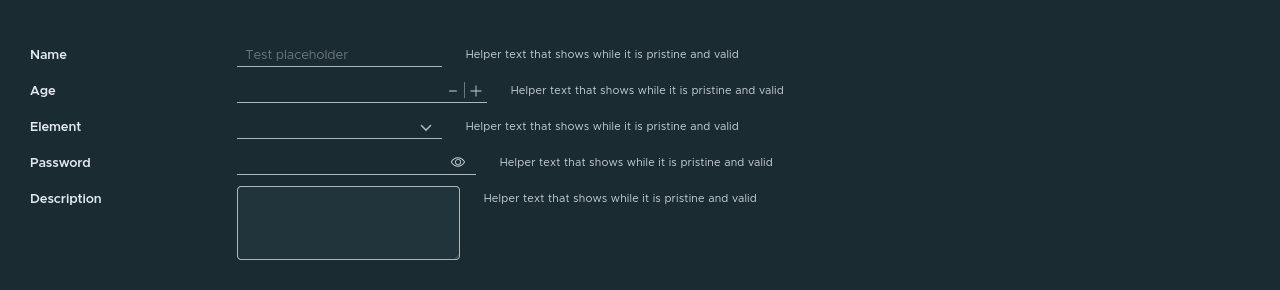 Name Test placeholder Helper text that shows while it is pristine and valid
Age Helper text that shows while it is pristine and valid
Element Helper text that shows while it is pristine and valid
Password Helper text that shows while it is pristine and valid
Description Helper text that shows while it is pristine and valid